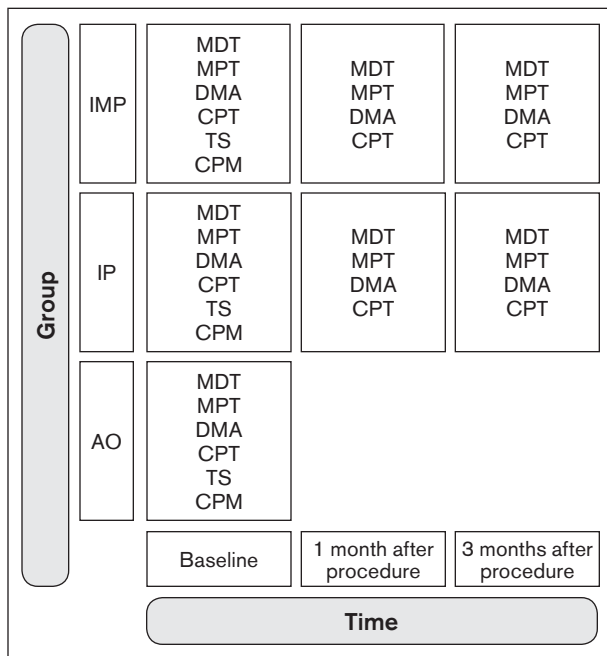 Group
IMP
MDT
MPT
DMA
CPT
TS
CPM
MDT
MPT
DMA
CPT
MDT
MPT
DMA
CPT
IP
MDT
MPT
DMA
CPT
TS
CPM
MDT
MPT
DMA
CPT
MDT
MPT
DMA
CPT
AO
MDT
MPT
DMA
CPT
TS
CPM
Baseline
1 month after
procedure
3 months after
procedure
Time